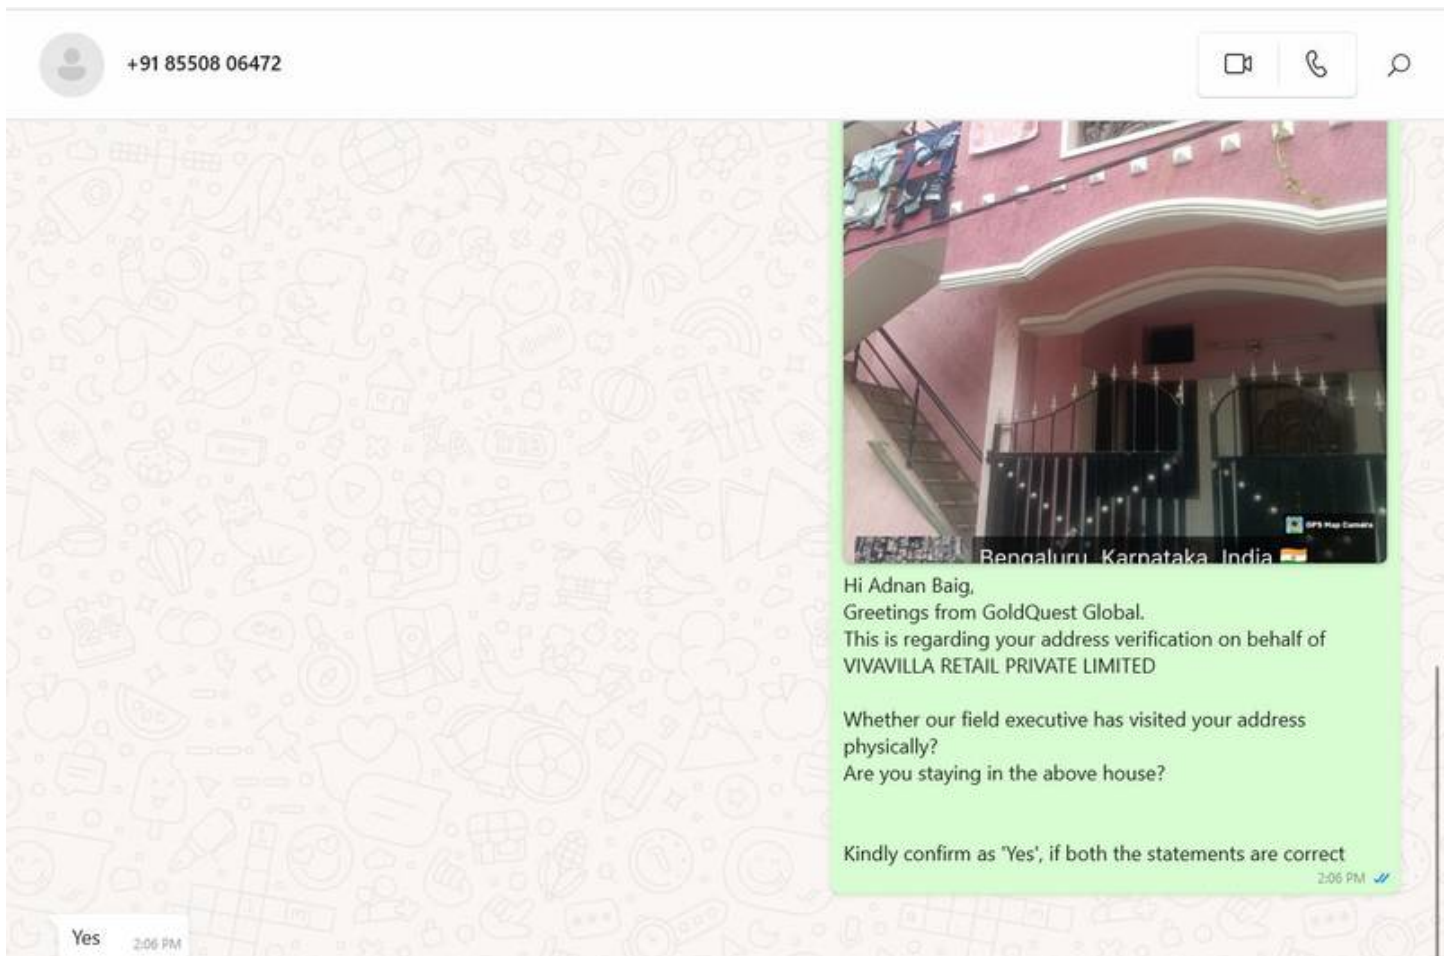 +91 85508 06472
GPS Map Camera
Bengaluru, Karnataka, India
Hi Adnan Baig,
Greetings from GoldQuest Global.
This is regarding your address verification on behalf of
VIVAVILLA RETAIL PRIVATE LIMITED
Whether our field executive has visited your address
physically?
Are you staying in the above house?
Kindly confirm as 'Yes', if both the statements are correct
2:06 PM
Yes
2:06 PM